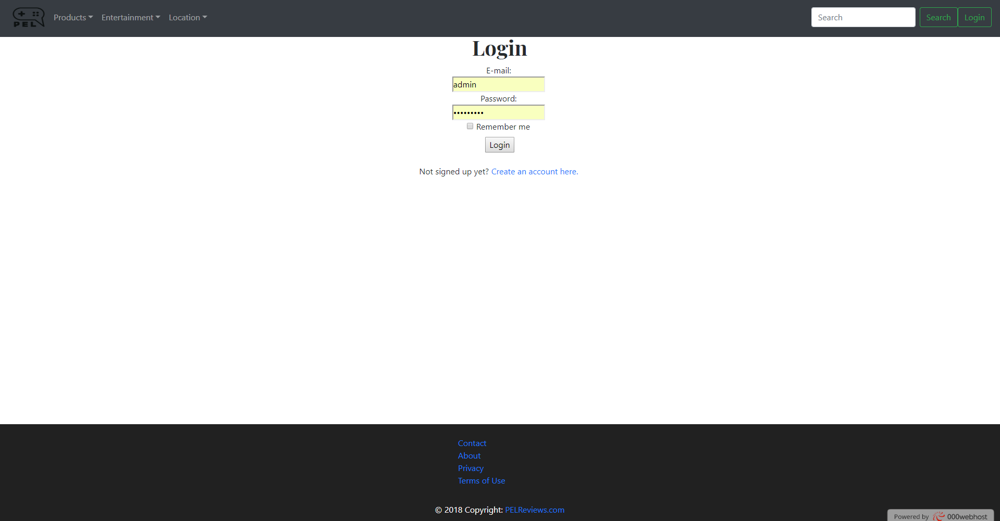 PEL
Products Entertainment Location Search Search Login
Login
E-mail:
admin
Password:
•••••••••
Remember me
Login
Not signed up yet? Create an account here.
Contact
About
Privacy
Terms of Use
© 2018 Copyright: PELReviews.com
Powered by 000webhost